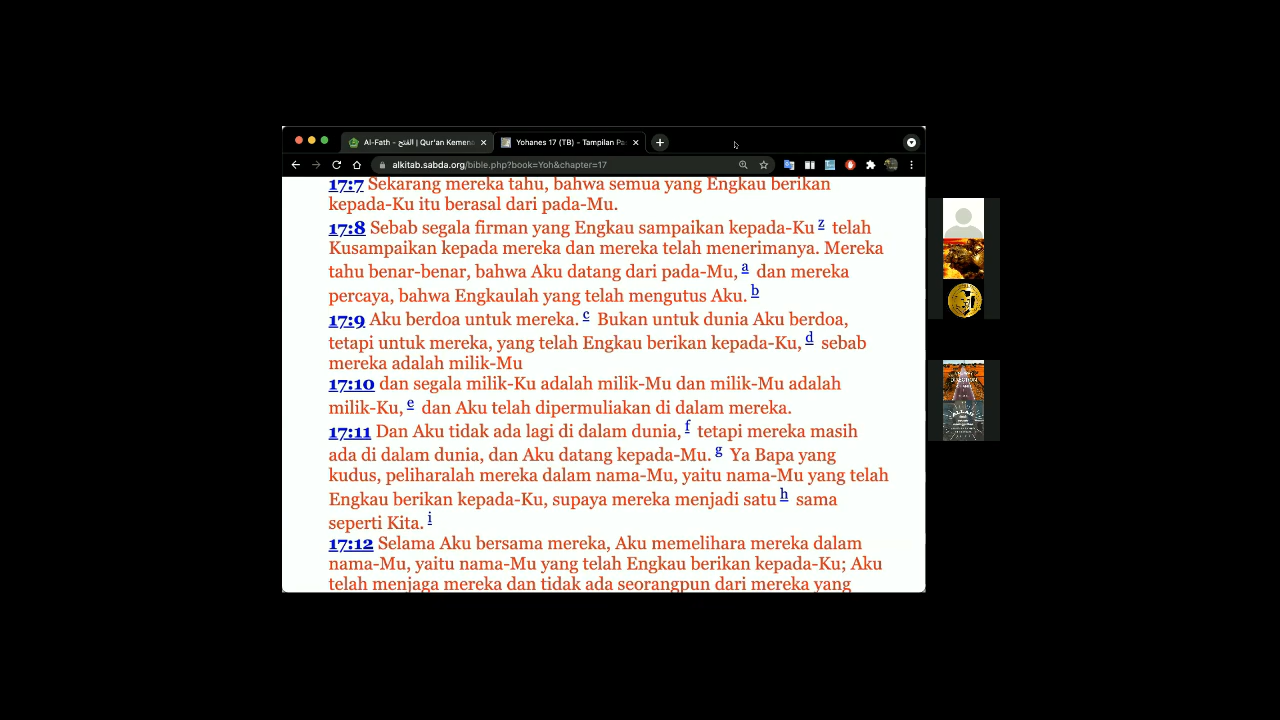 Al-Fath - الفتح | Qur'an Kemena
Yohanes 17 (TB) - Tampilan Pa
alkitab.sabda.org/bible.php?book=Yoh&chapter=17
17:7 Sekarang mereka tahu, bahwa semua yang Engkau berikan
kepada-Ku itu berasal dari pada-Mu.
17:8 Sebab segala firman yang Engkau sampaikan kepada-Ku z telah
Kusampaikan kepada mereka dan mereka telah menerimanya. Mereka
tahu benar-benar, bahwa Aku datang dari pada-Mu, a dan mereka
percaya, bahwa Engkaulah yang telah mengutus Aku. b
17:9 Aku berdoa untuk mereka. c Bukan untuk dunia Aku berdoa,
tetapi untuk mereka, yang telah Engkau berikan kepada-Ku, d sebab
mereka adalah milik-Mu
17:10 dan segala milik-Ku adalah milik-Mu dan milik-Mu adalah
milik-Ku, e dan Aku telah dipermuliakan di dalam mereka.
17:11 Dan Aku tidak ada lagi di dalam dunia, f tetapi mereka masih
ada di dalam dunia, dan Aku datang kepada-Mu. g Ya Bapa yang
kudus, peliharalah mereka dalam nama-Mu, yaitu nama-Mu yang telah
Engkau berikan kepada-Ku, supaya mereka menjadi satu h sama
seperti Kita. i
17:12 Selama Aku bersama mereka, Aku memelihara mereka dalam
nama-Mu, yaitu nama-Mu yang telah Engkau berikan kepada-Ku; Aku
telah menjaga mereka dan tidak ada seorangpun dari mereka yang
DIRECTION
ALLAH